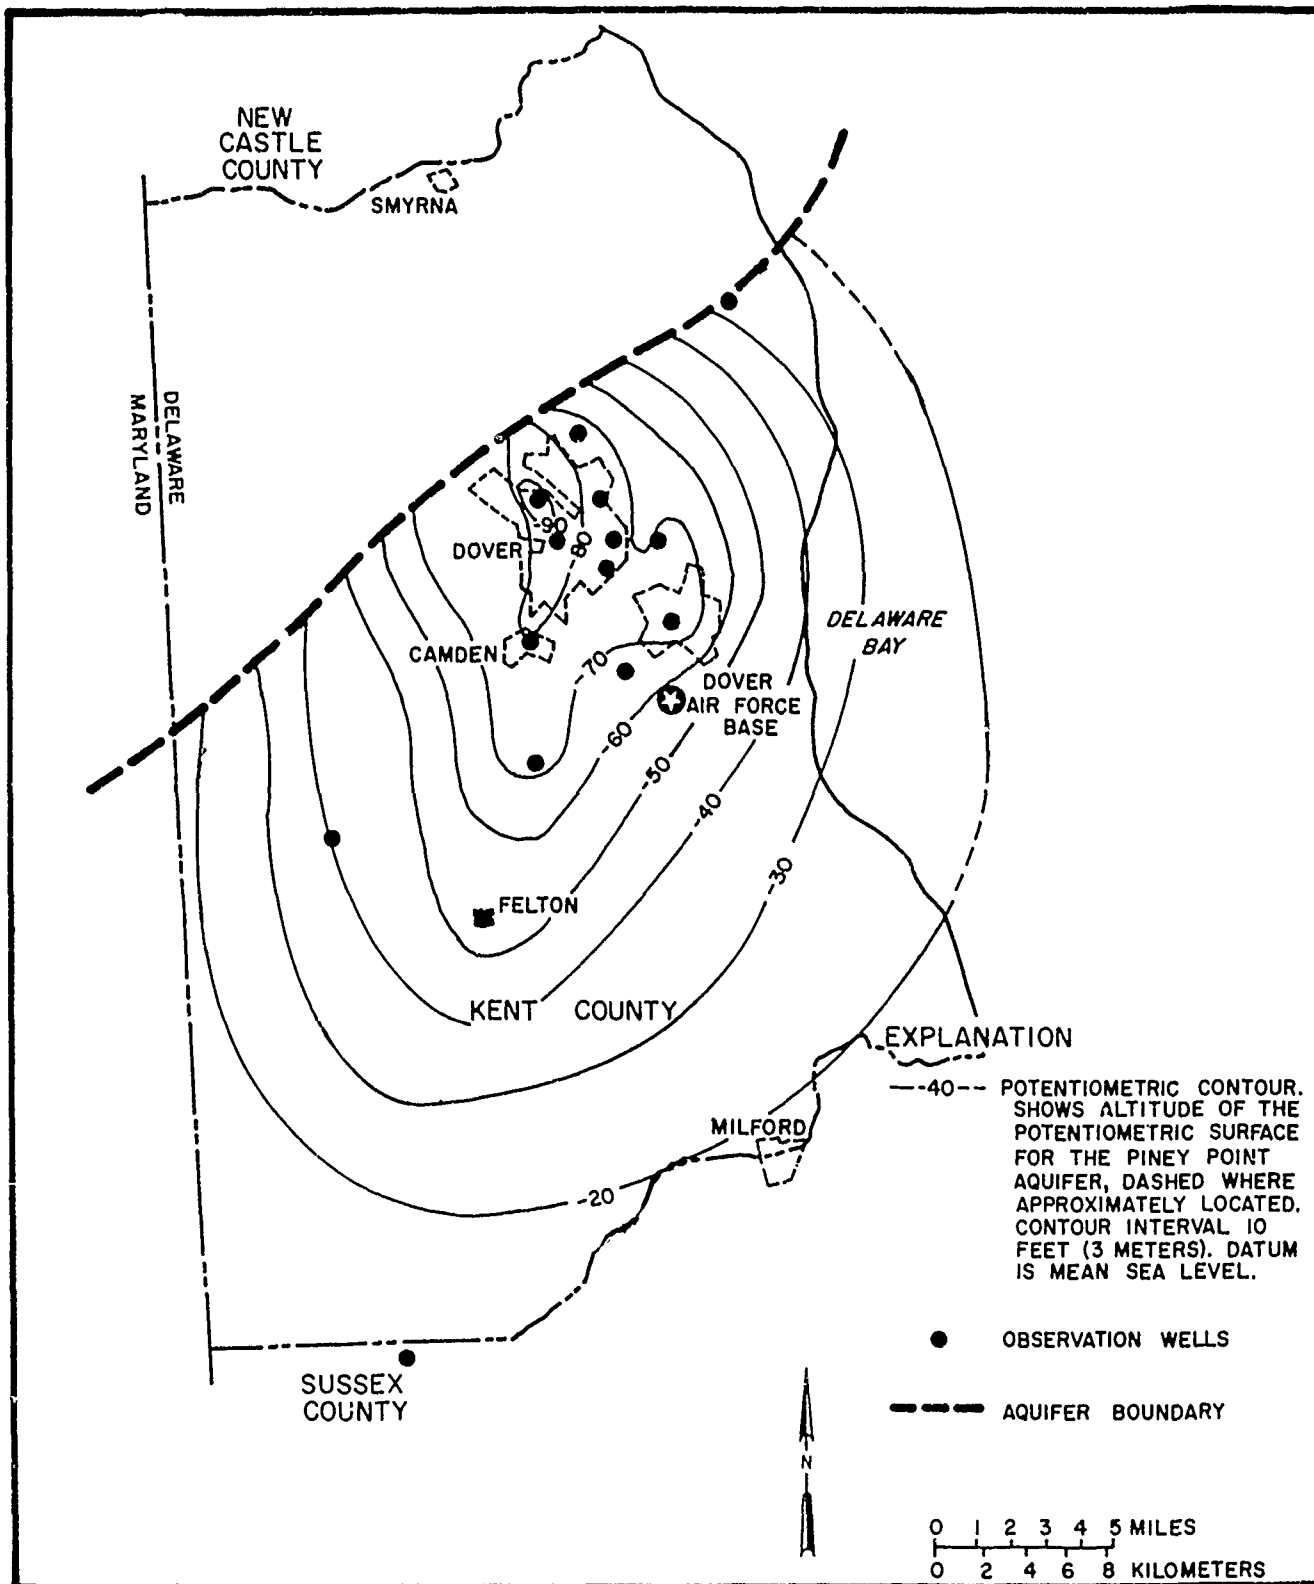 NEW
CASTLE
COUNTY
SMYRNA
DELAWARE
MARYLAND
-90
80
DOVER
CAMDEN
-70
DELAWARE
BAY
DOVER
AIR FORCE
BASE
-60
-50
-40
-30
FELTON
KENT COUNTY
EXPLANATION
-40-- POTENTIOMETRIC CONTOUR.
SHOWS ALTITUDE OF THE
POTENTIOMETRIC SURFACE
FOR THE PINEY POINT
AQUIFER, DASHED WHERE
APPROXIMATELY LOCATED.
CONTOUR INTERVAL 10
FEET (3 METERS). DATUM
IS MEAN SEA LEVEL.
MILFORD
-20
OBSERVATION WELLS
SUSSEX
COUNTY
AQUIFER BOUNDARY
N
0 1 2 3 4 5 MILES
0 2 4 6 8 KILOMETERS